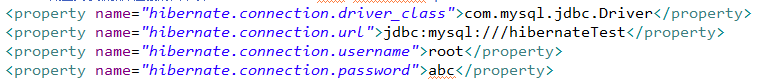 <property name="hibernate.connection.driver_class">com.mysql.jdbc.Driver</property>
<property name="hibernate.connection.url">jdbc:mysql:///hibernateTest</property>
<property name="hibernate.connection.username">root</property>
<property name="hibernate.connection.password">abc</property>